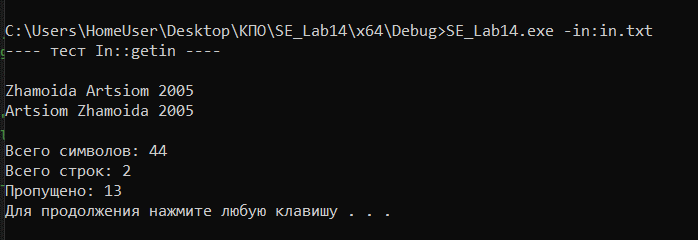 C:\Users\HomeUser\Desktop\КПО\SE_Lab14\x64\Debug>SE_Lab14.exe -in:in.txt
---- тест In::getin ----
Zhamoida Artsiom 2005
Artsiom Zhamoida 2005
Всего символов: 44
Всего строк: 2
Пропущено: 13
Для продолжения нажмите любую клавишу . . .